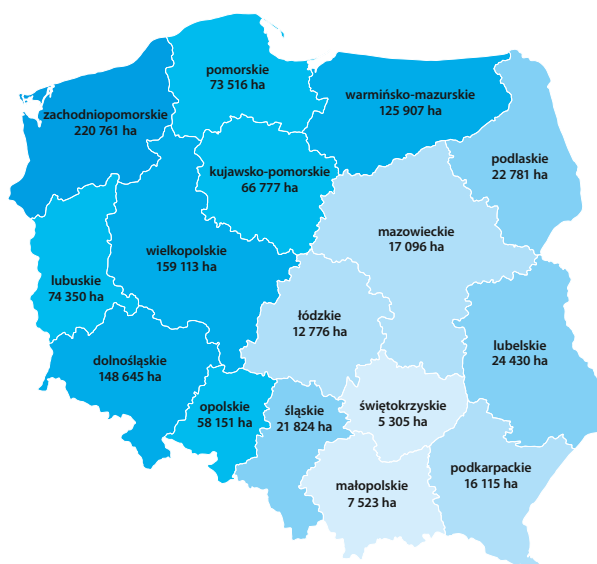 pomorskie
73 516 ha
warmińsko-mazurskie
125 907 ha
zachodniopomorskie
220 761 ha
podlaskie
22 781 ha
kujawsko-pomorskie
66 777 ha
mazowieckie
17 096 ha
wielkopolskie
159 113 ha
lubuskie
74 350 ha
łódzkie
12 776 ha
lubelskie
24 430 ha
dolnośląskie
148 645 ha
opolskie
58 151 ha
śląskie
21 824 ha
świętokrzyskie
5 305 ha
podkarpackie
16 115 ha
małopolskie
7 523 ha